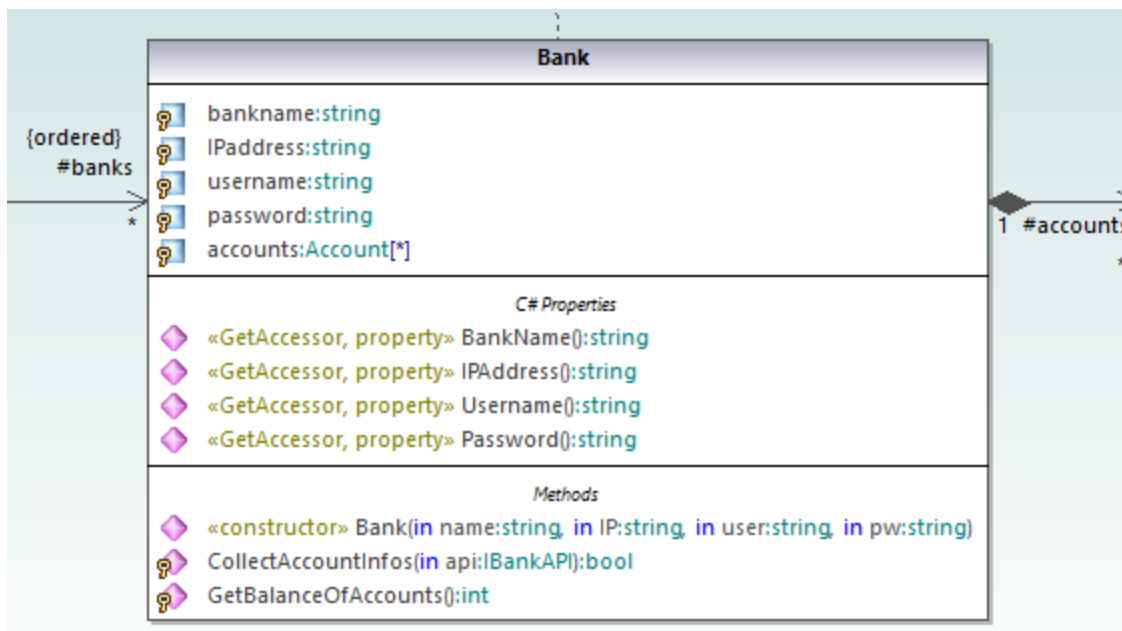 Bank
{ordered}
#banks
*
bankname:string
IPaddress:string
username:string
password:string
accounts:Account[*]
1 #accounts
*
C# Properties
«GetAccessor, property» BankName():string
«GetAccessor, property» IPAddress():string
«GetAccessor, property» Username():string
«GetAccessor, property» Password():string
Methods
«constructor» Bank(in name:string, in IP:string, in user:string, in pw:string)
CollectAccountInfos(in api:IBankAPI):bool
GetBalanceOfAccounts():int